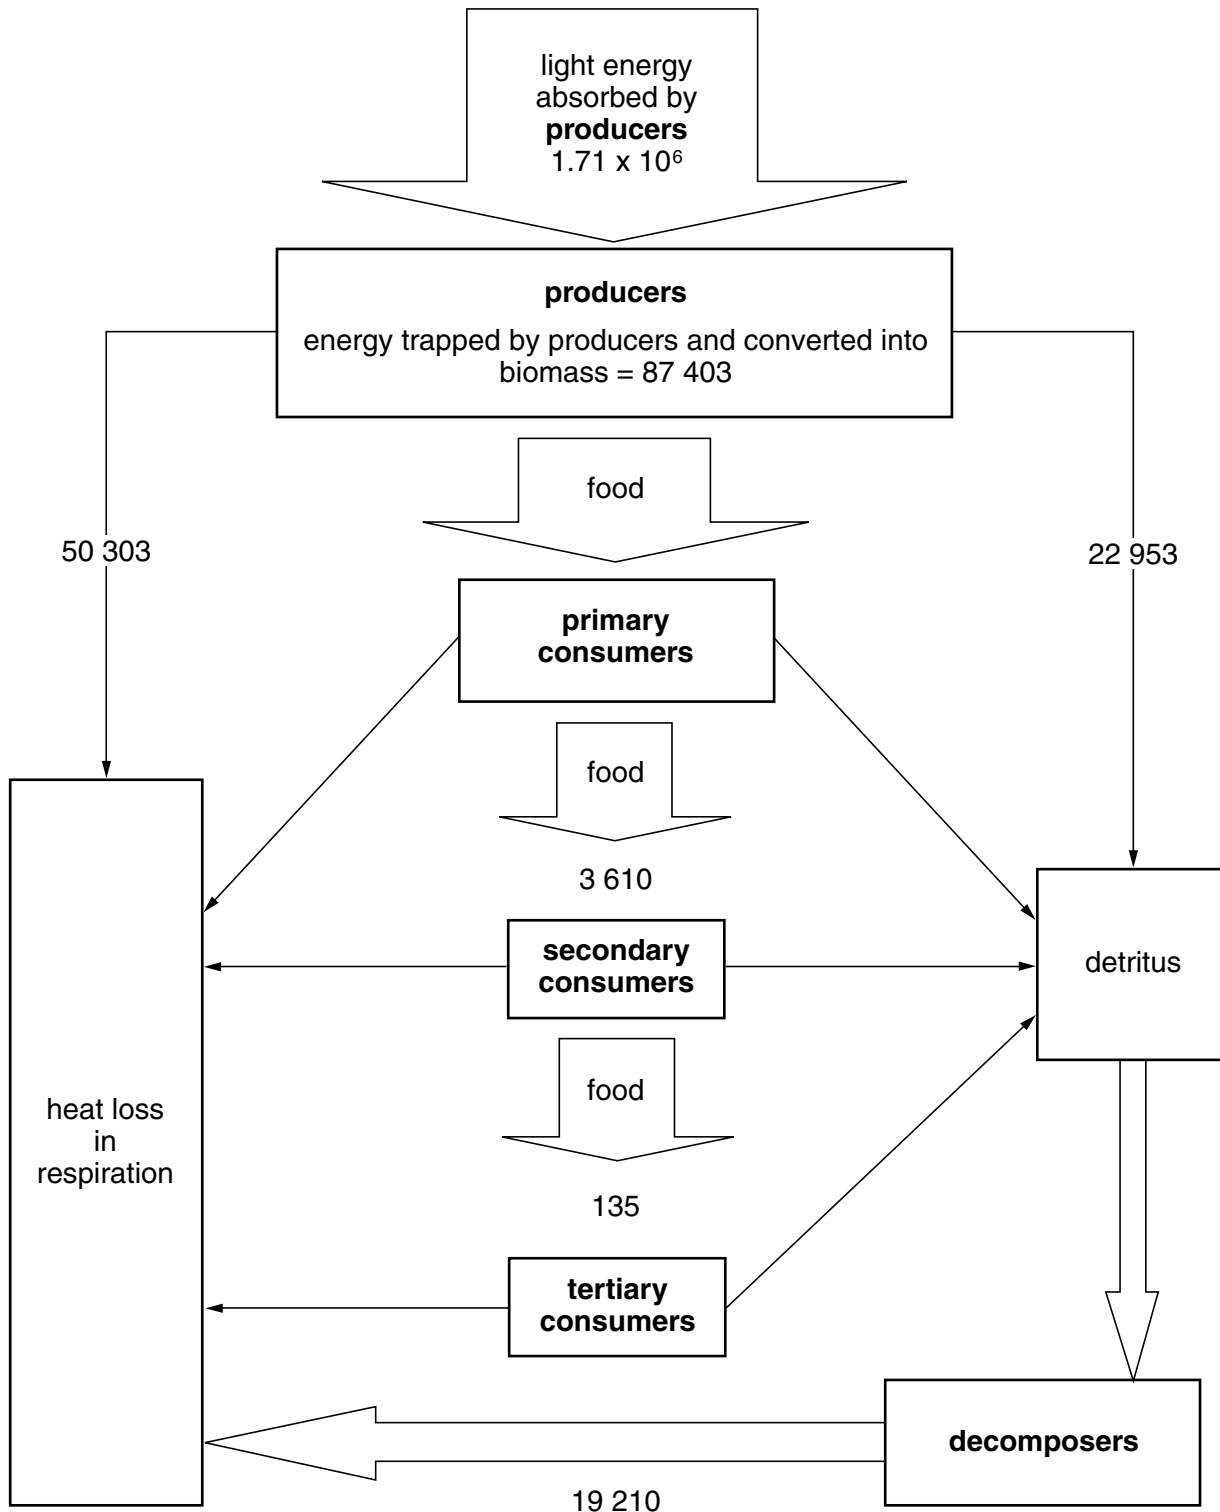 light energy
absorbed by
producers
1.71 x 10⁶
producers
energy trapped by producers and converted into
biomass = 87 403
food
50 303
22 953
primary
consumers
food
3 610
secondary
consumers
detritus
food
heat loss
in
respiration
135
tertiary
consumers
decomposers
19 210